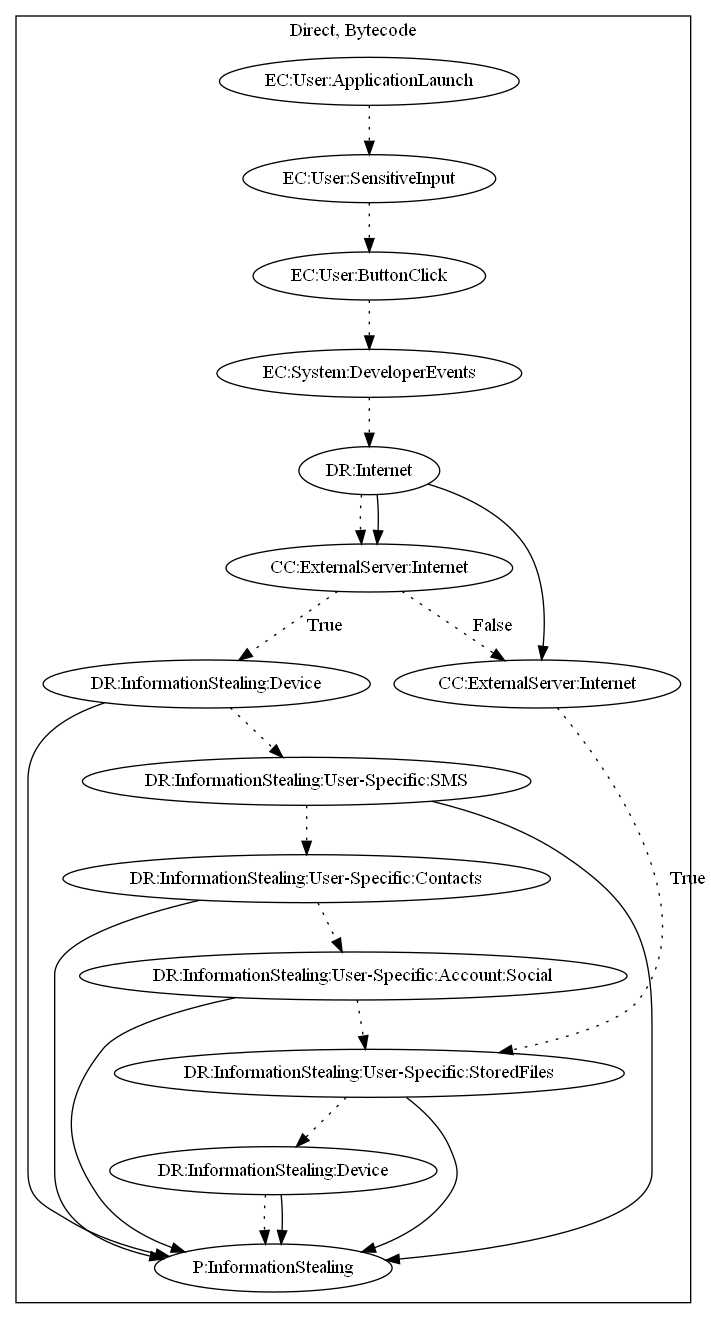 Direct, Bytecode
EC:User:ApplicationLaunch
EC:User:SensitiveInput
EC:User:ButtonClick
EC:System:DeveloperEvents
DR:Internet
CC:ExternalServer:Internet
True
False
DR:InformationStealing:Device
CC:ExternalServer:Internet
DR:InformationStealing:User-Specific:SMS
DR:InformationStealing:User-Specific:Contacts
True
DR:InformationStealing:User-Specific:Account:Social
DR:InformationStealing:User-Specific:StoredFiles
DR:InformationStealing:Device
P:InformationStealing